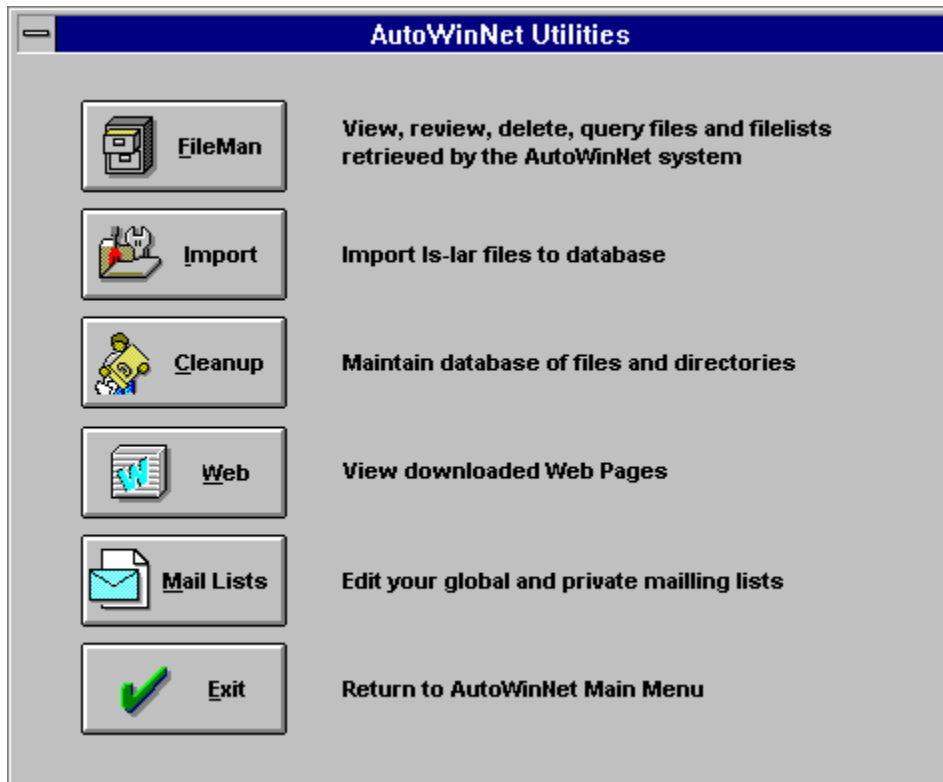 AutoWinNet Utilities
FileMan
View, review, delete, query files and filelists
retrieved by the AutoWinNet system
Import
Import ls-lar files to database
Cleanup
Maintain database of files and directories
Web
View downloaded Web Pages
Mail Lists
Edit your global and private mailling lists
Exit
Return to AutoWinNet Main Menu